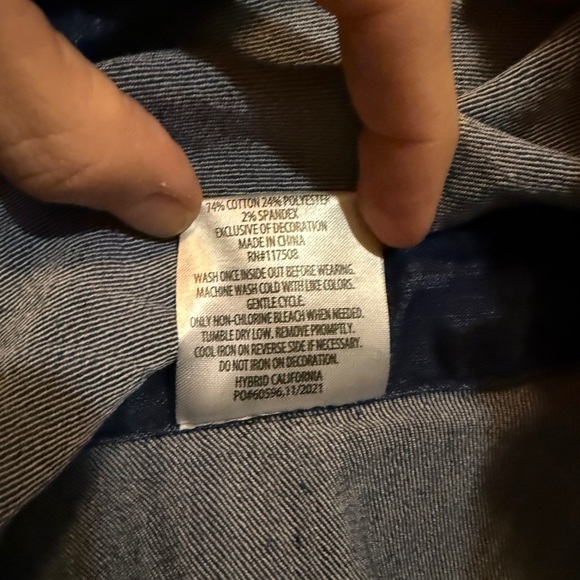 74% COTTON 24% POLYESTER
2% SPANDEX
EXCLUSIVE OF DECORATION
MADE IN CHINA
RN#117508
WASH ONCE INSIDE OUT BEFORE WEARING.
MACHINE WASH COLD WITH LIKE COLORS.
GENTLE CYCLE.
ONLY NON-CHLORINE BLEACH WHEN NEEDED.
TUMBLE DRY LOW. REMOVE PROMPTLY.
COOL IRON ON REVERSE SIDE IF NECESSARY.
DO NOT IRON ON DECORATION.
HYBRID CALIFORNIA
PO#60596, 11/2021